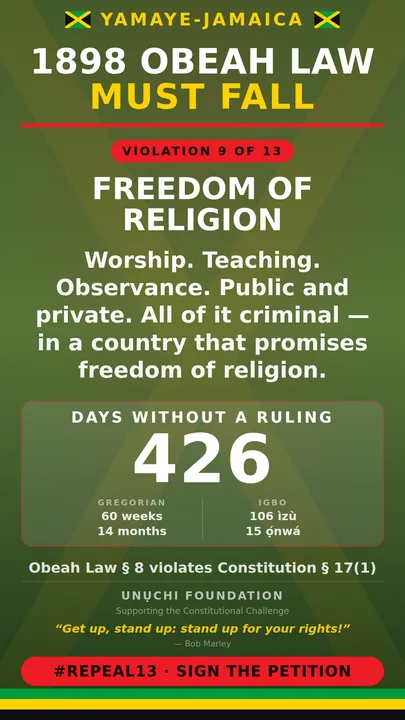 YAMAYE-JAMAICA
1898 OBEAH LAW
MUST FALL
VIOLATION 9 OF 13
FREEDOM OF
RELIGION
Worship. Teaching.
Observance. Public and
private. All of it criminal —
in a country that promises
freedom of religion.
DAYS WITHOUT A RULING
426
GREGORIAN
60 weeks
14 months
IGBO
106 ìzù
15 ọ́nwá
Obeah Law § 8 violates Constitution § 17(1)
UNỤCHI FOUNDATION
Supporting the Constitutional Challenge
“Get up, stand up: stand up for your rights!”
— Bob Marley
#REPEAL13 · SIGN THE PETITION